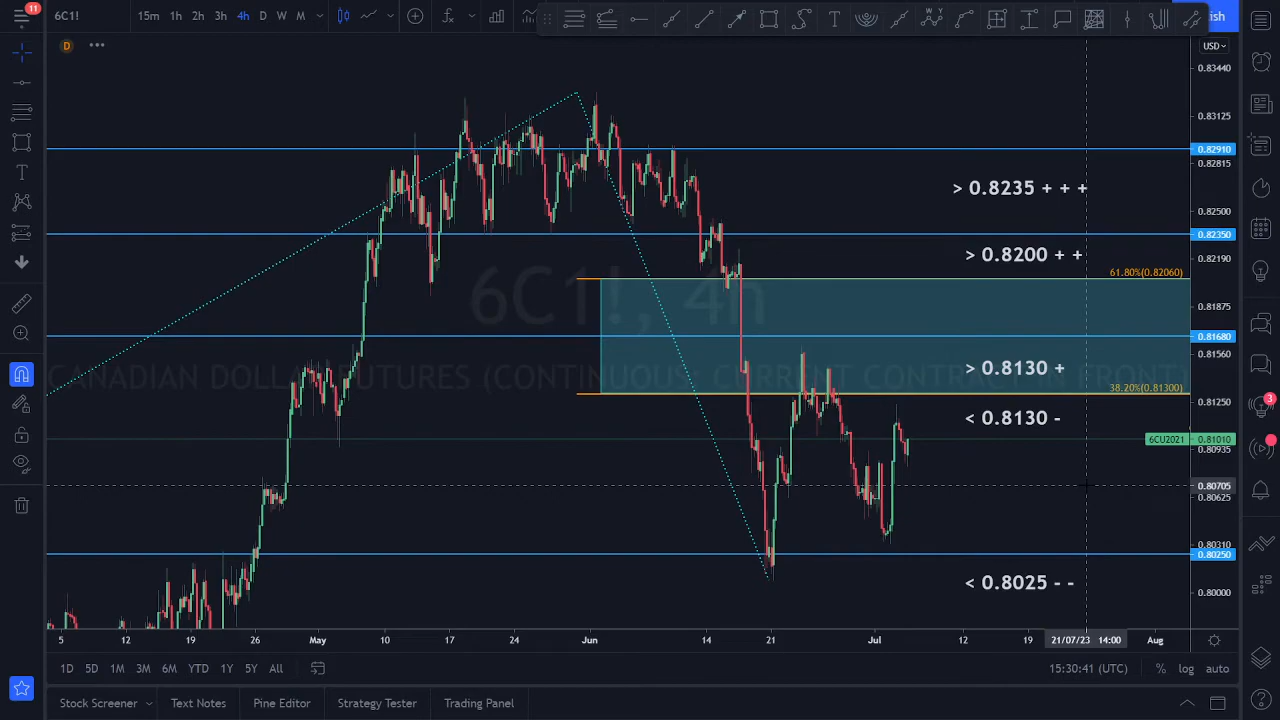 11
6C1!
15m 1h 2h 3h 4h D W M
ish
D
USD
0.83440
0.83125
0.82910
0.82815
> 0.8235 + + +
0.82500
0.82350
> 0.8200 + +
0.82190
61.80%(0.82060)
6C1!, 4h
0.81875
0.81680
0.81560
> 0.8130 +
CANADIAN DOLLAR FUTURES (CONTINUOUS: CURRENT CONTRACT IN FRONT)
38.20%(0.81300)
0.81250
3
< 0.8130 -
6CU2021 0.81010
0.80935
0.80705
0.80625
0.80310
0.80250
< 0.8025 - -
0.80000
5 12 19 26 May 10 17 24 Jun 14 21 Jul 12 19 21/07/23 14:00 Aug
1D 5D 1M 3M 6M YTD 1Y 5Y All 15:30:41 (UTC) % log auto
Stock Screener Text Notes Pine Editor Strategy Tester Trading Panel